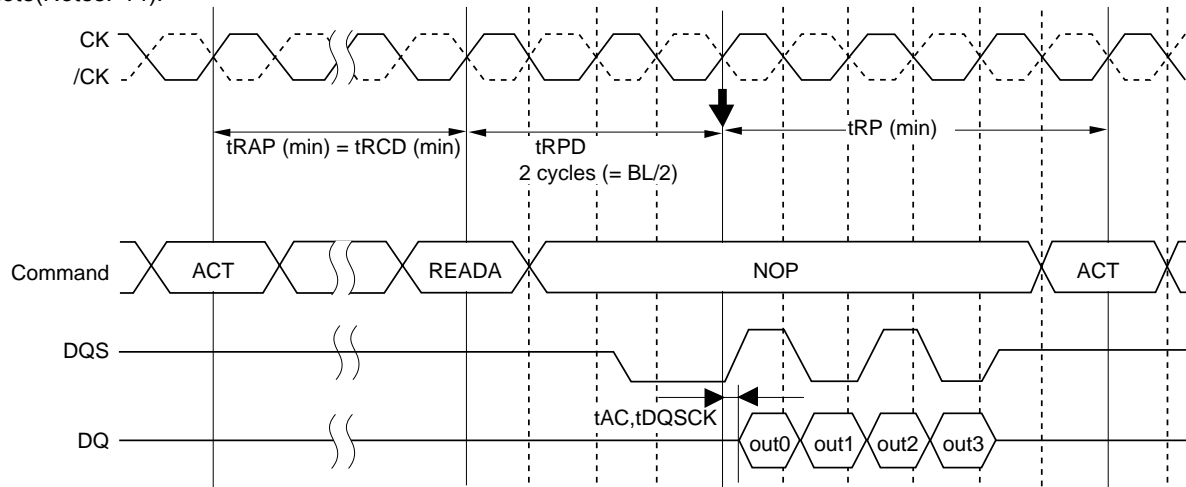 CK
/CK
tRAP (min) = tRCD (min)
tRPD
2 cycles (= BL/2)
tRP (min)
Command
ACT
READA
NOP
ACT
DQS
tAC,tDQSCK
DQ
out0
out1
out2
out3